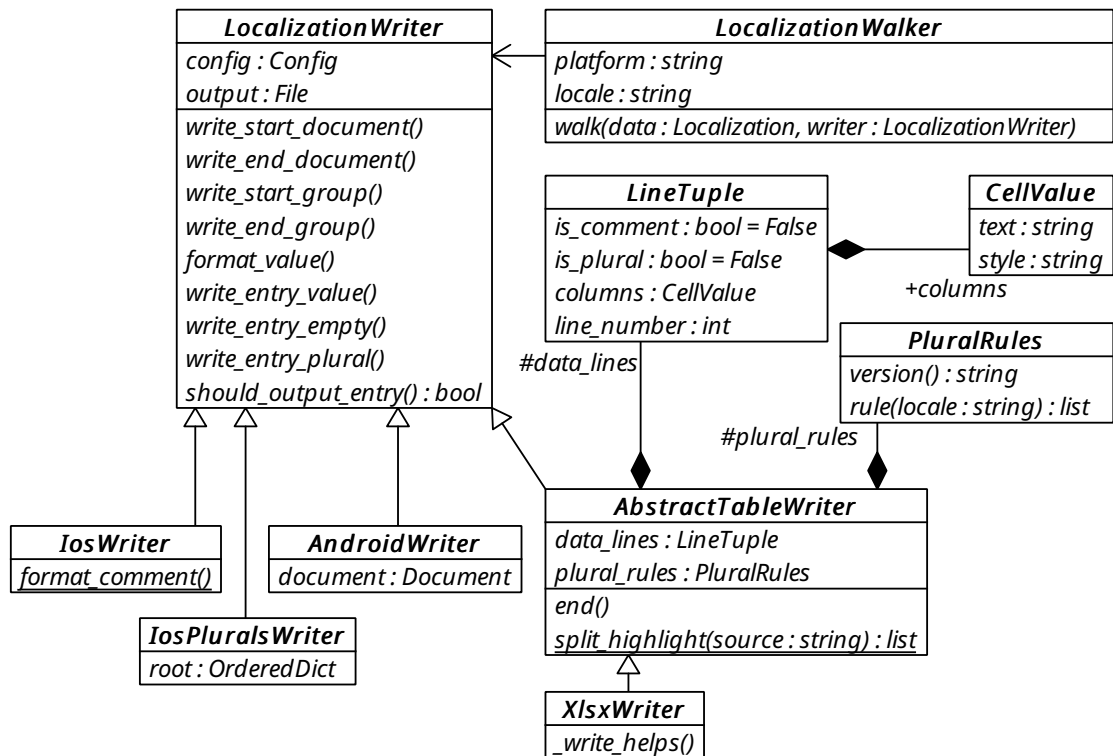 LocalizationWriter
config : Config
output : File
write_start_document()
write_end_document()
write_start_group()
write_end_group()
format_value()
write_entry_value()
write_entry_empty()
write_entry_plural()
should_output_entry() : bool
LocalizationWalker
platform : string
locale : string
walk(data : Localization, writer : LocalizationWriter)
LineTuple
is_comment : bool = False
is_plural : bool = False
columns : CellValue
line_number : int
CellValue
text : string
style : string
+columns
#data_lines
PluralRules
version() : string
rule(locale : string) : list
#plural_rules
AbstractTableWriter
data_lines : LineTuple
plural_rules : PluralRules
end()
split_highlight(source : string) : list
IosWriter
format_comment()
AndroidWriter
document : Document
IosPluralsWriter
root : OrderedDict
XlsxWriter
_write_helps()